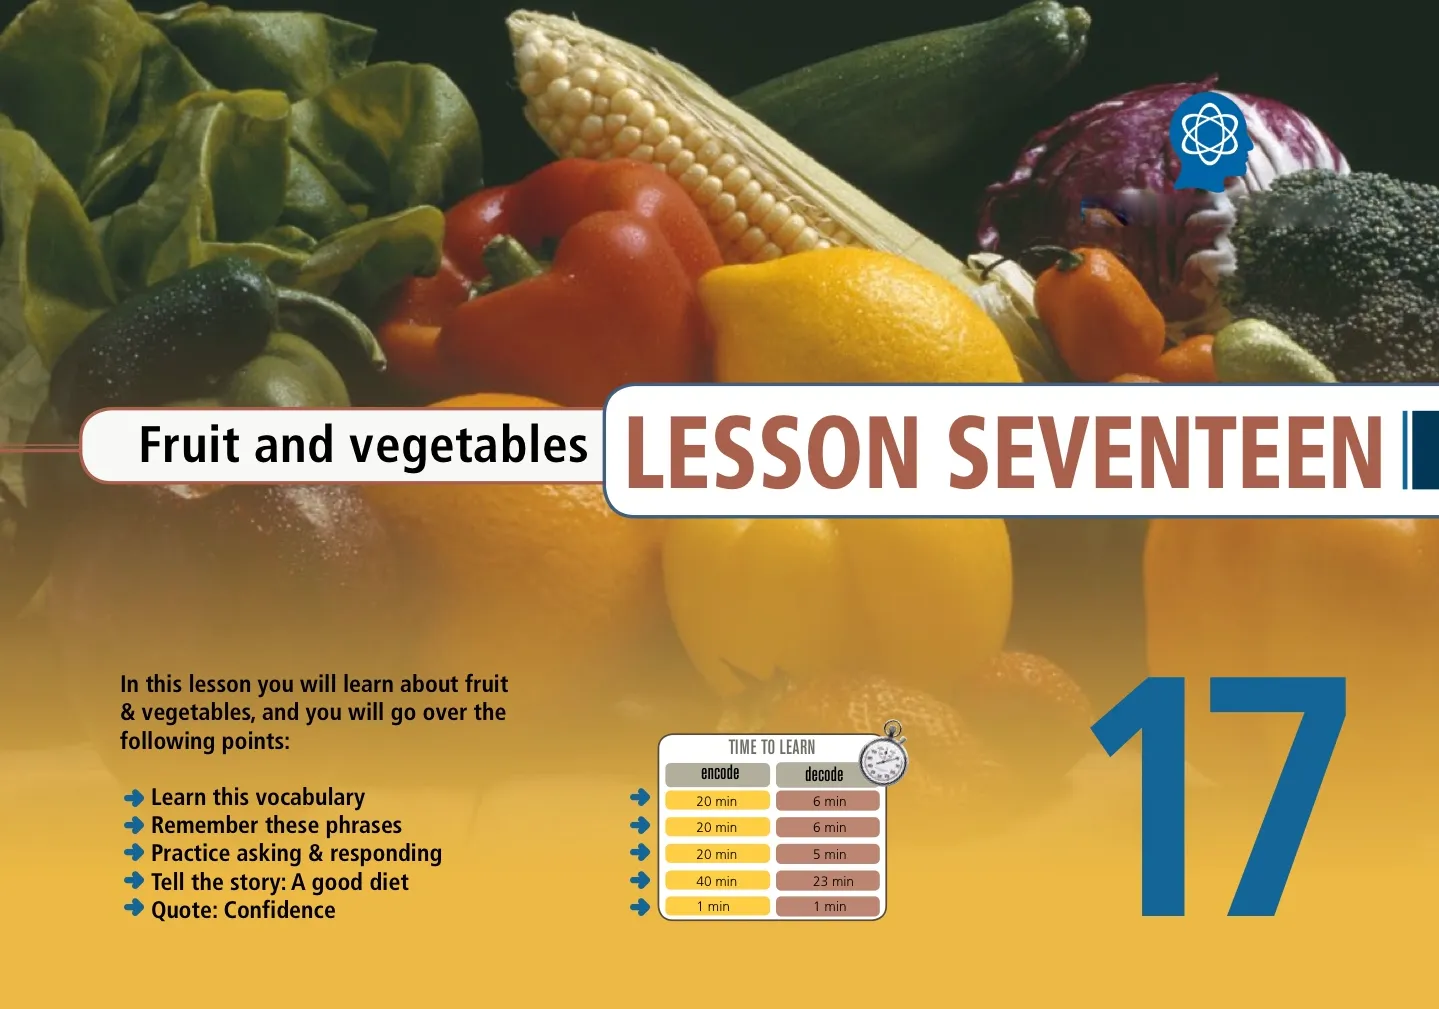 Fruit and vegetables
LESSON SEVENTEEN
In this lesson you will learn about fruit
& vegetables, and you will go over the
following points:
Learn this vocabulary
Remember these phrases
Practice asking & responding
Tell the story: A good diet
Quote: Confidence
TIME TO LEARN
encode decode
20 min 6 min
20 min 6 min
20 min 5 min
40 min 23 min
1 min 1 min
17